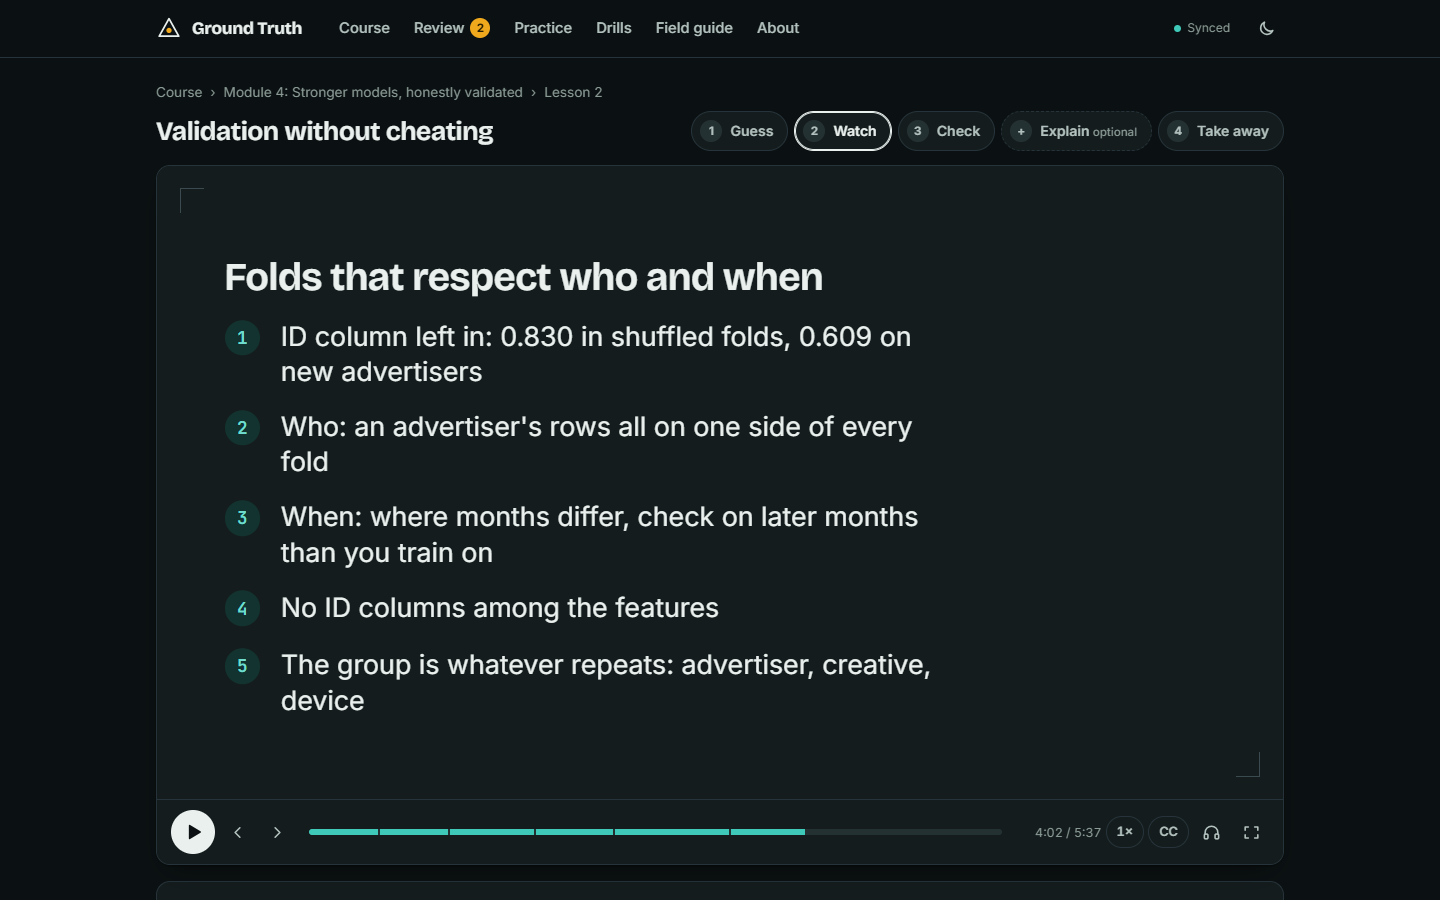 Ground Truth
Course
Review 2
Practice
Drills
Field guide
About
Synced
Course › Module 4: Stronger models, honestly validated › Lesson 2
Validation without cheating
1 Guess
2 Watch
3 Check
+ Explain optional
4 Take away
Folds that respect who and when
1 ID column left in: 0.830 in shuffled folds, 0.609 on
new advertisers
2 Who: an advertiser's rows all on one side of every
fold
3 When: where months differ, check on later months
than you train on
4 No ID columns among the features
5 The group is whatever repeats: advertiser, creative,
device
4:02 / 5:37
1×
CC